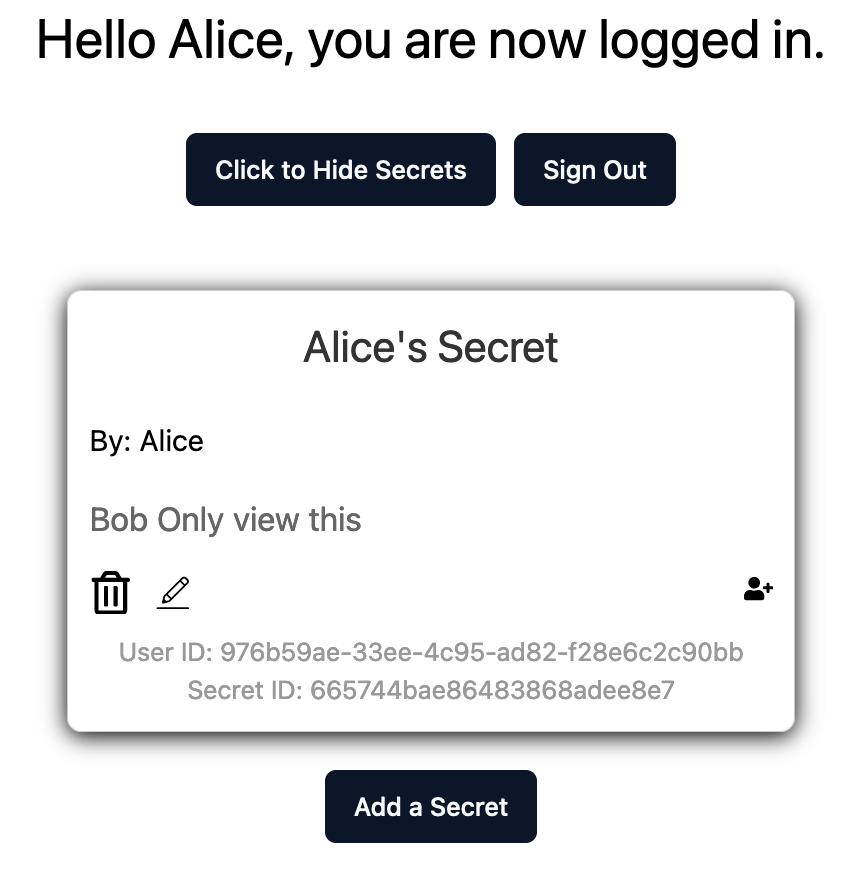 Hello Alice, you are now logged in.
Click to Hide Secrets
Sign Out
Alice's Secret
By: Alice
Bob Only view this
User ID: 976b59ae-33ee-4c95-ad82-f28e6c2c90bb
Secret ID: 665744bae86483868adee8e7
Add a Secret